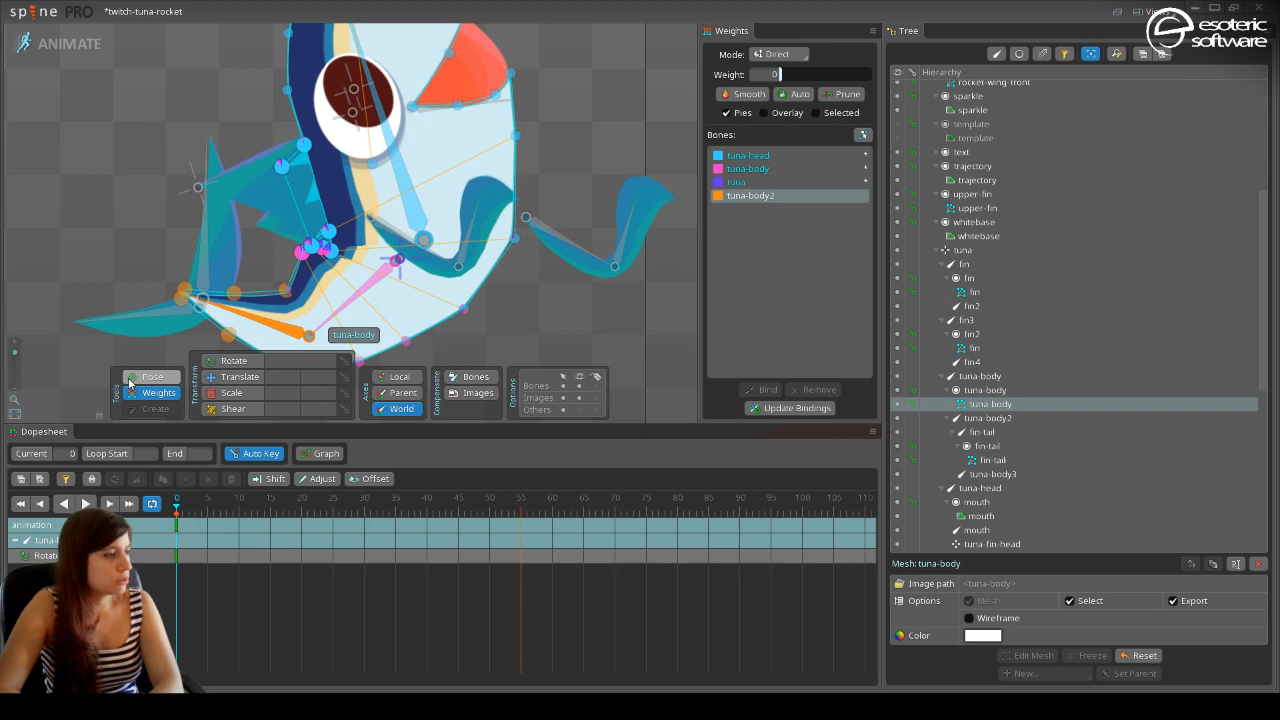 spine PRO *twitch-tuna-rocket
Views
esoteric
software
ANIMATE
Weights
Mode: Direct
Weight: 0
Smooth Auto Prune
Pies Overlay Selected
Bones:
tuna-head
tuna-body
tuna
tuna-body2
Bind Remove
Update Bindings
Tree
Hierarchy
rocket-wing-front
sparkle
sparkle
template
template
text
trajectory
trajectory
upper-fin
upper-fin
whitebase
whitebase
tuna
fin
fin
fin
fin2
fin3
fin2
fin
fin4
tuna-body
tuna-body
tuna-body
tuna-body2
fin-tail
fin-tail
fin-tail
tuna-body3
tuna-head
mouth
mouth
mouth
tuna-fin-head
Mesh: tuna-body
Image path <tuna-body>
Options Mesh Select Export
Wireframe
Color
Edit Mesh Freeze Reset
New... Set Parent
tuna-body
Tools
Pose
Weights
Create
Transform
Rotate
Translate
Scale
Shear
Axes
Local
Parent
World
Compensate
Bones
Images
Options
Bones
Images
Others
Dopesheet
Current 0 Loop Start End Auto Key Graph
Shift Adjust Offset
0 5 10 15 20 25 30 35 40 45 50 55 60 65 70 75 80 85 90 95 100 105 110
animation
Rotate